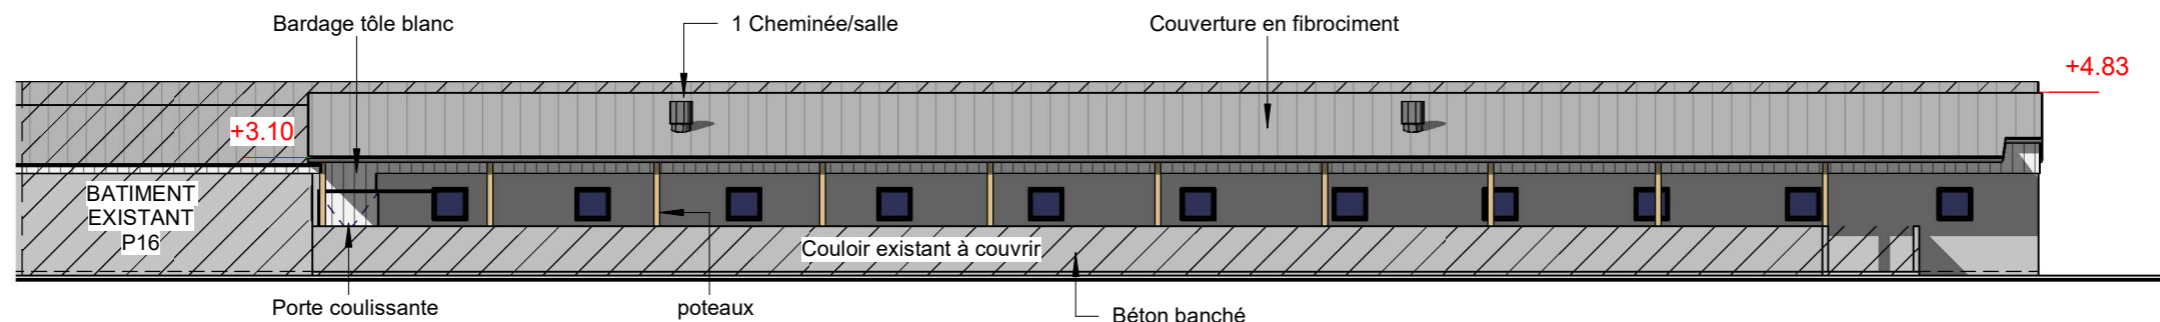 Bardage tôle blanc
1 Cheminée/salle
Couverture en fibrociment
+4.83
+3.10
BATIMENT
EXISTANT
P16
Couloir existant à couvrir
Porte coulissante
poteaux
Béton banché